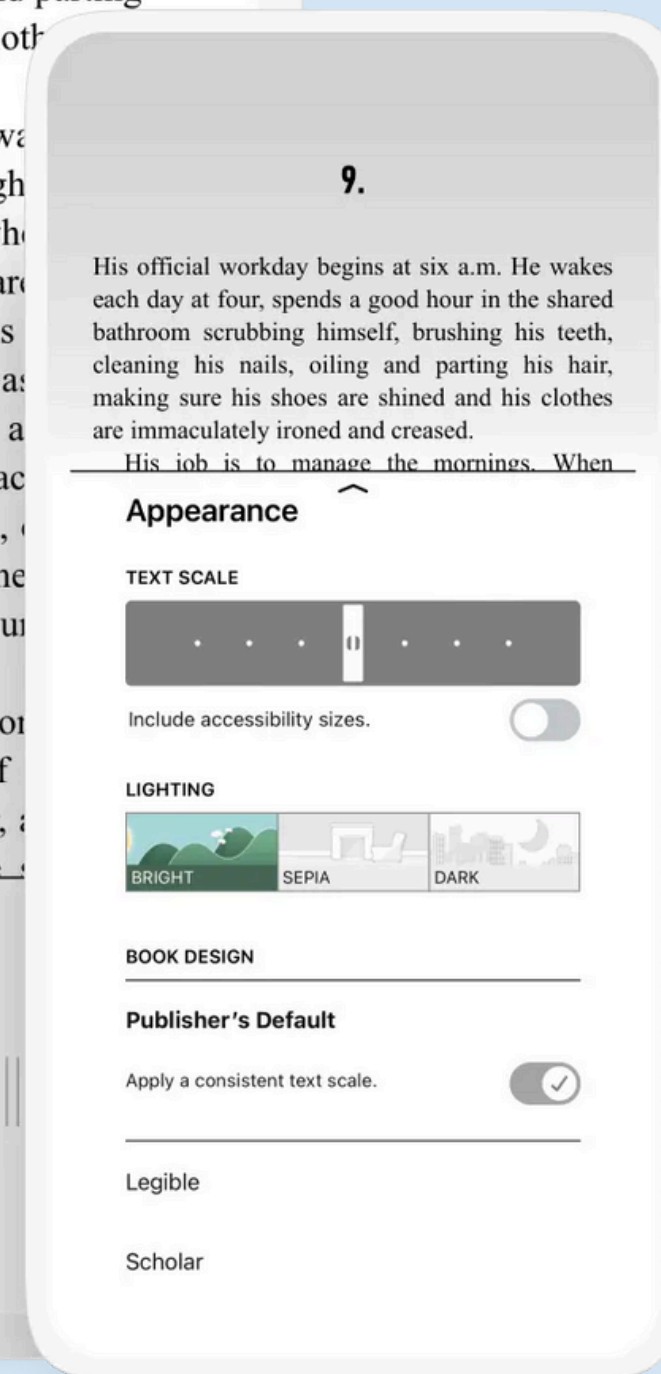 9.
His official workday begins at six a.m. He wakes
each day at four, spends a good hour in the shared
bathroom scrubbing himself, brushing his teeth,
cleaning his nails, oiling and parting his hair,
making sure his shoes are shined and his clothes
are immaculately ironed and creased.
His job is to manage the mornings. When
Appearance
TEXT SCALE
Include accessibility sizes.
LIGHTING
BRIGHT
SEPIA
DARK
BOOK DESIGN
Publisher's Default
Apply a consistent text scale.
Legible
Scholar